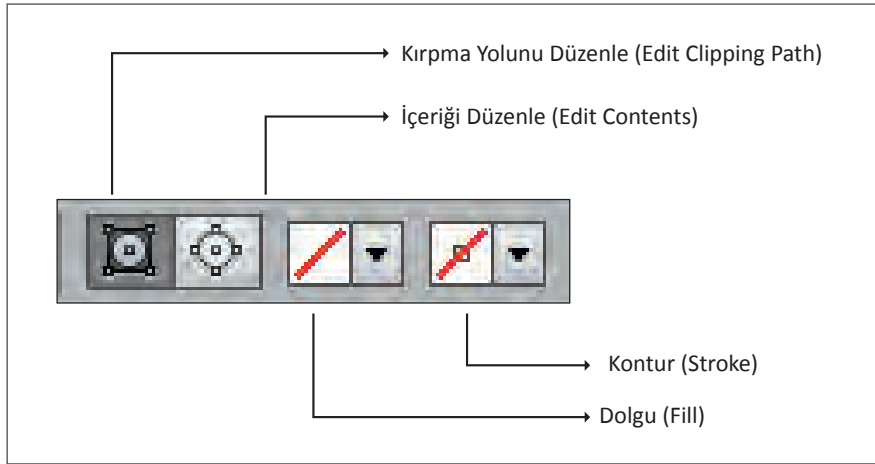 Kırpma Yolunu Düzenle (Edit Clipping Path)
İçeriği Düzenle (Edit Contents)
Kontur (Stroke)
Dolgu (Fill)